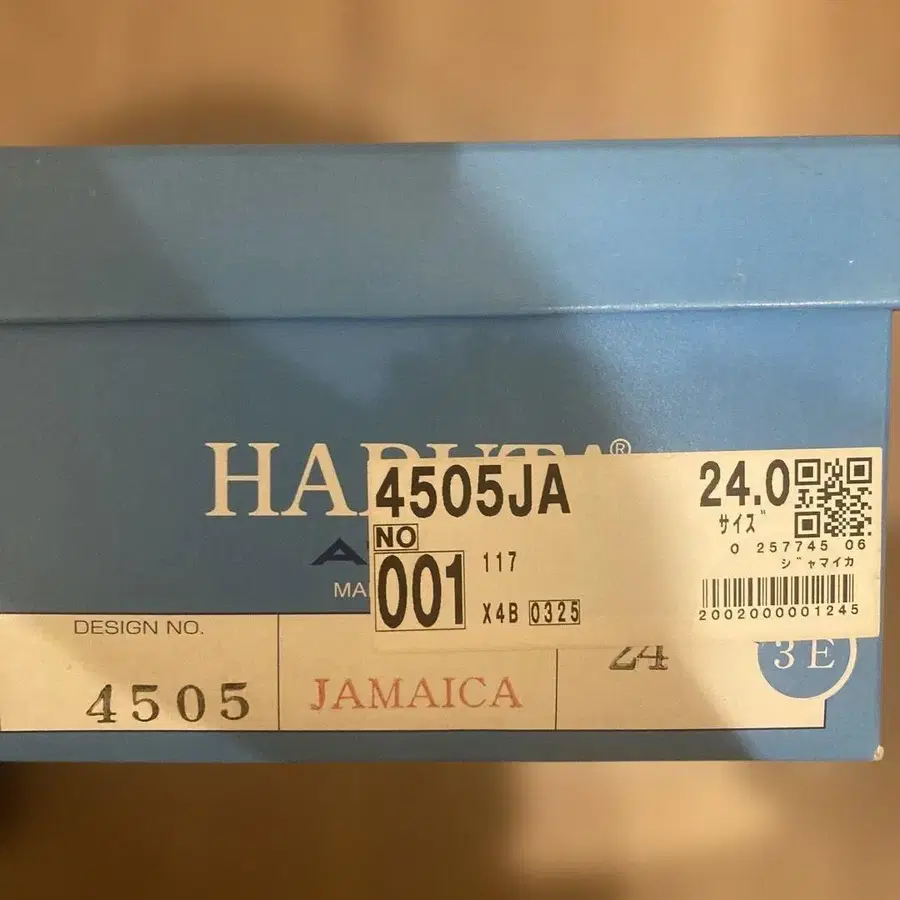 HARUTA®
4505JA
24.0
サイズ
NO
001
117
X4B 0325
0 257745 06
ジャマイカ
2002000001245
DESIGN NO.
4505
JAMAICA
24
3E